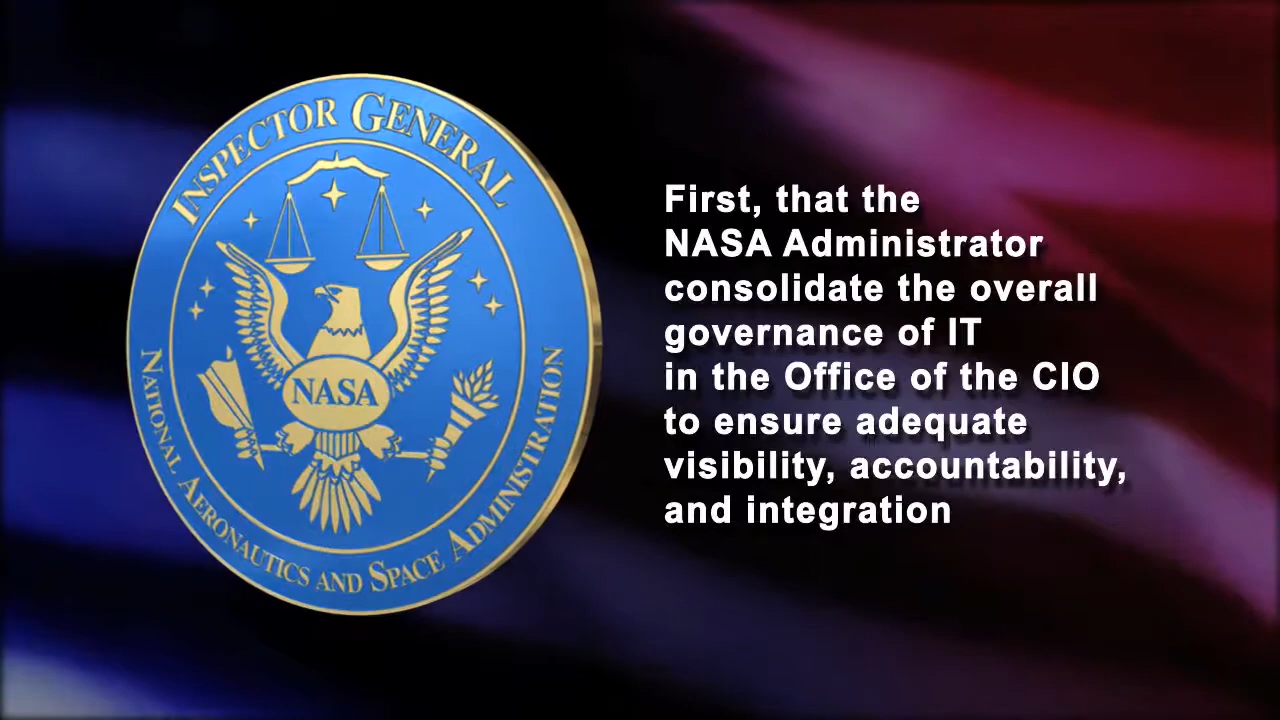 INSPECTOR GENERAL
NASA
NATIONAL AERONAUTICS AND SPACE ADMINISTRATION
First, that the
NASA Administrator
consolidate the overall
governance of IT
in the Office of the CIO
to ensure adequate
visibility, accountability,
and integration